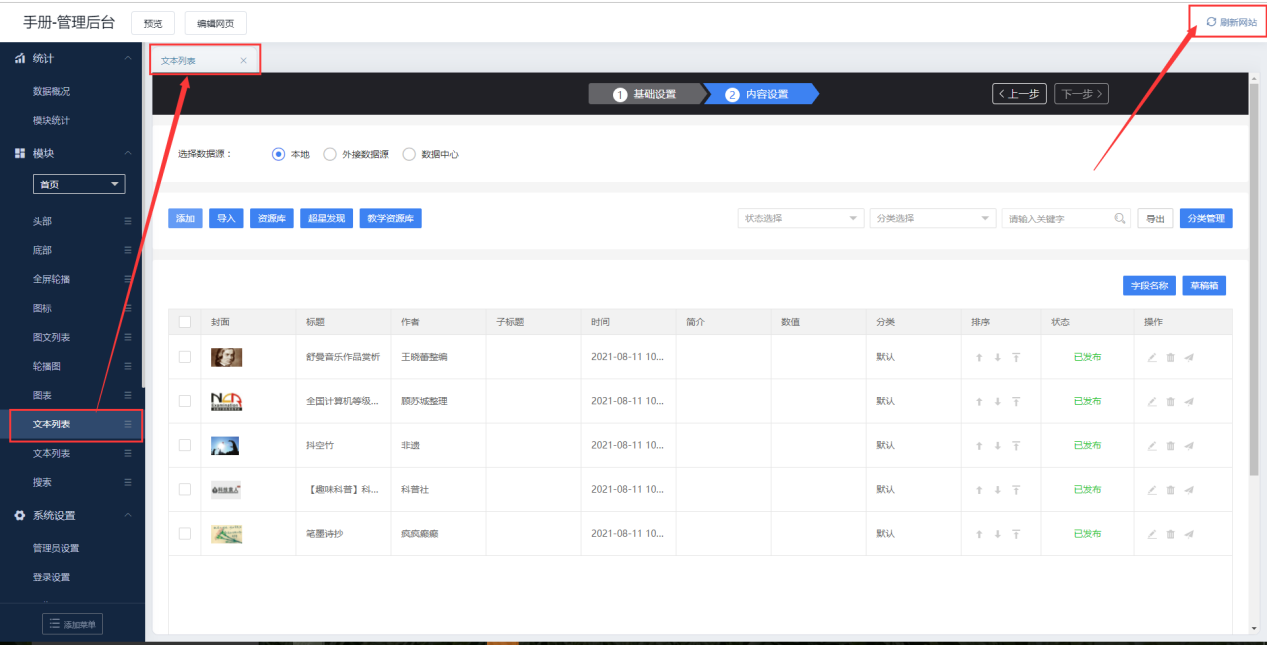 手册-管理后台 预览 编辑网页 刷新网站
统计
数据概况
模块统计
模块
首页
头部
底部
全屏轮播
图标
图文列表
轮播图
图表
文本列表
文本列表
搜索
系统设置
管理员设置
登录设置
添加菜单
文本列表
1 基础设置 2 内容设置 上一步 下一步
选择数据源： 本地 外接数据源 数据中心
添加 导入 资源库 超星发现 教学资源库 状态选择 分类选择 请输入关键字 导出 分类管理
字段名称 草稿箱
封面 标题 作者 子标题 时间 简介 数值 分类 排序 状态 操作
舒曼音乐作品赏析 王晓蕾整编 2021-08-11 10... 默认 已发布
全国计算机等级... 顾苏城整理 2021-08-11 10... 默认 已发布
抖空竹 非遗 2021-08-11 10... 默认 已发布
【趣味科普】科... 科普社 2021-08-11 10... 默认 已发布
笔墨诗抄 疯疯癫癫 2021-08-11 10... 默认 已发布